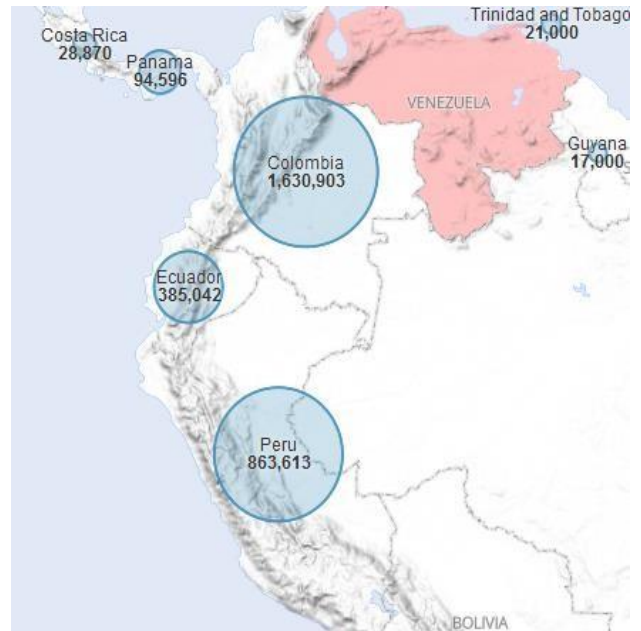 Trinidad and Tobago
21,000
Costa Rica
28,870
Panama
94,596
VENEZUELA
Guyana
17,000
Colombia
1,630,903
Ecuador
385,042
Peru
863,613
BOLIVIA